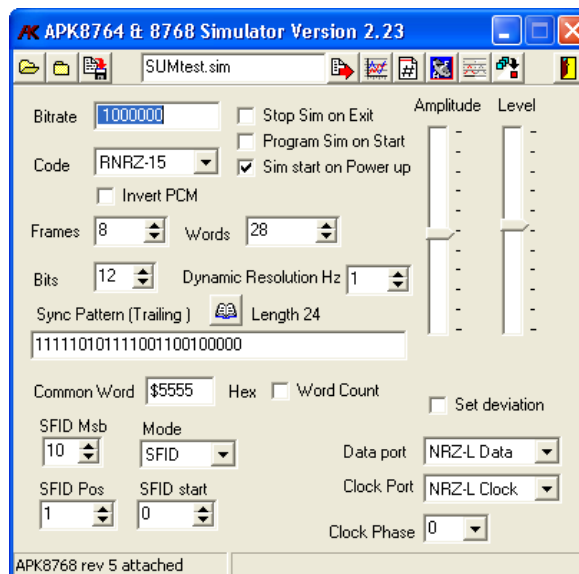 APK8764 & 8768 Simulator Version 2.23
SUMtest.sim
Bitrate 1000000
Stop Sim on Exit
Program Sim on Start
Sim start on Power up
Amplitude Level
Code RNRZ-15
Invert PCM
Frames 8 Words 28
Bits 12 Dynamic Resolution Hz 1
Sync Pattern (Trailing ) Length 24
111110101111001100100000
Common Word $5555 Hex Word Count
Set deviation
SFID Msb Mode
10 SFID
Data port NRZ-L Data
SFID Pos SFID start
Clock Port NRZ-L Clock
1 0
Clock Phase 0
APK8768 rev 5 attached